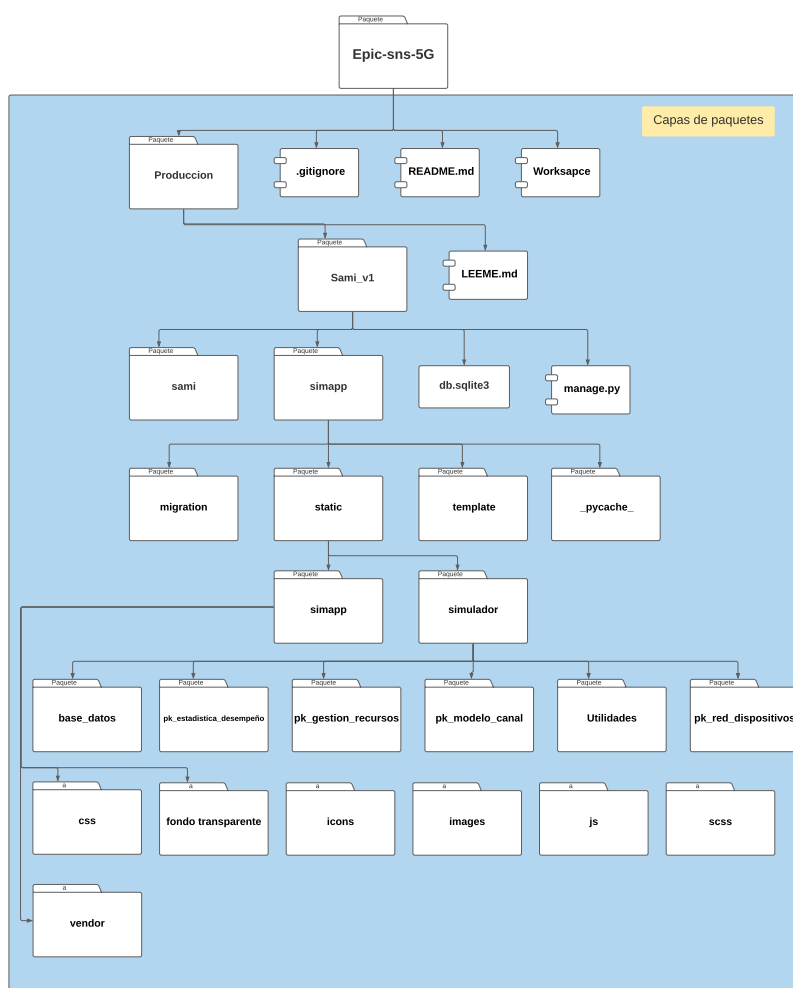 Paquete
Epic-sns-5G
Capas de paquetes
Paquete
Produccion
.gitignore
README.md
Worksapce
Paquete
Sami_v1
LEEME.md
Paquete
sami
Paquete
simapp
db.sqlite3
manage.py
Paquete
migration
Paquete
static
Paquete
template
Paquete
_pycache_
Paquete
simapp
Paquete
simulador
Paquete
base_datos
Paquete
pk_estadistica_desempeño
Paquete
pk_gestion_recursos
Paquete
pk_modelo_canal
Paquete
Utilidades
Paquete
pk_red_dispositivos
a
css
a
fondo transparente
a
icons
a
images
a
js
a
scss
a
vendor